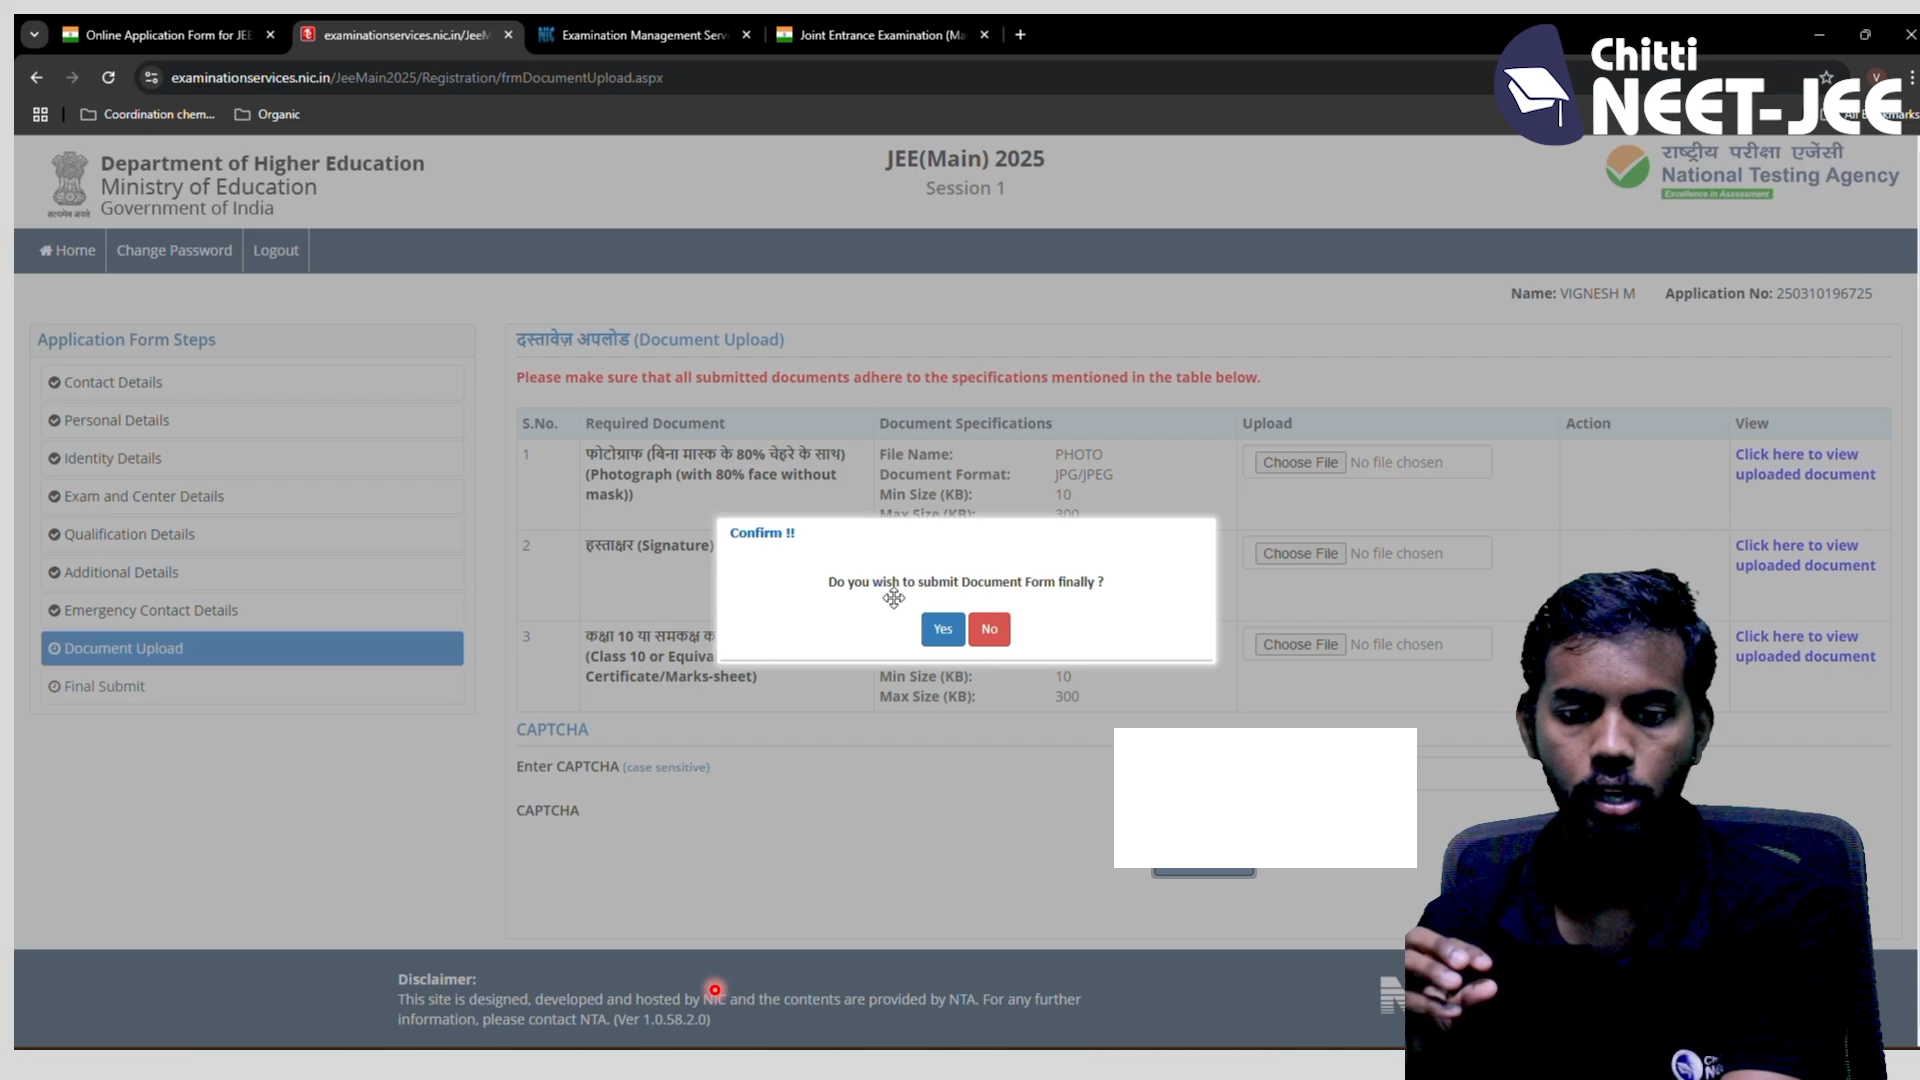 Online Application Form for JEE
examinationservices.nic.in/JeeM
Examination Management Servi
Joint Entrance Examination (Ma
examinationservices.nic.in/JeeMain2025/Registration/frmDocumentUpload.aspx
V
Coordination chem...
Organic
Chitti
NEET-JEE
Department of Higher Education
Ministry of Education
Government of India
सत्यमेव जयते
JEE(Main) 2025
Session 1
राष्ट्रीय परीक्षा एजेंसी
National Testing Agency
Excellence in Assessment
Home
Change Password
Logout
Name: VIGNESH M
Application No: 250310196725
Application Form Steps
Contact Details
Personal Details
Identity Details
Exam and Center Details
Qualification Details
Additional Details
Emergency Contact Details
Document Upload
Final Submit
दस्तावेज़ अपलोड (Document Upload)
Please make sure that all submitted documents adhere to the specifications mentioned in the table below.
S.No. Required Document Document Specifications Upload Action View
1
फोटोग्राफ (बिना मास्क के 80% चेहरे के साथ)
(Photograph (with 80% face without
mask))
File Name: PHOTO
Document Format: JPG/JPEG
Min Size (KB): 10
Max Size (KB): 300
Choose File No file chosen
Click here to view
uploaded document
2
हस्ताक्षर (Signature)
Choose File No file chosen
Click here to view
uploaded document
3
कक्षा 10 या समकक्ष
(Class 10 or Equiva
Certificate/Marks-sheet)
Min Size (KB): 10
Max Size (KB): 300
Choose File No file chosen
Click here to view
uploaded document
Confirm !!
Do you wish to submit Document Form finally ?
Yes
No
CAPTCHA
Enter CAPTCHA (case sensitive)
CAPTCHA
Disclaimer:
This site is designed, developed and hosted by NIC and the contents are provided by NTA. For any further
information, please contact NTA. (Ver 1.0.58.2.0)